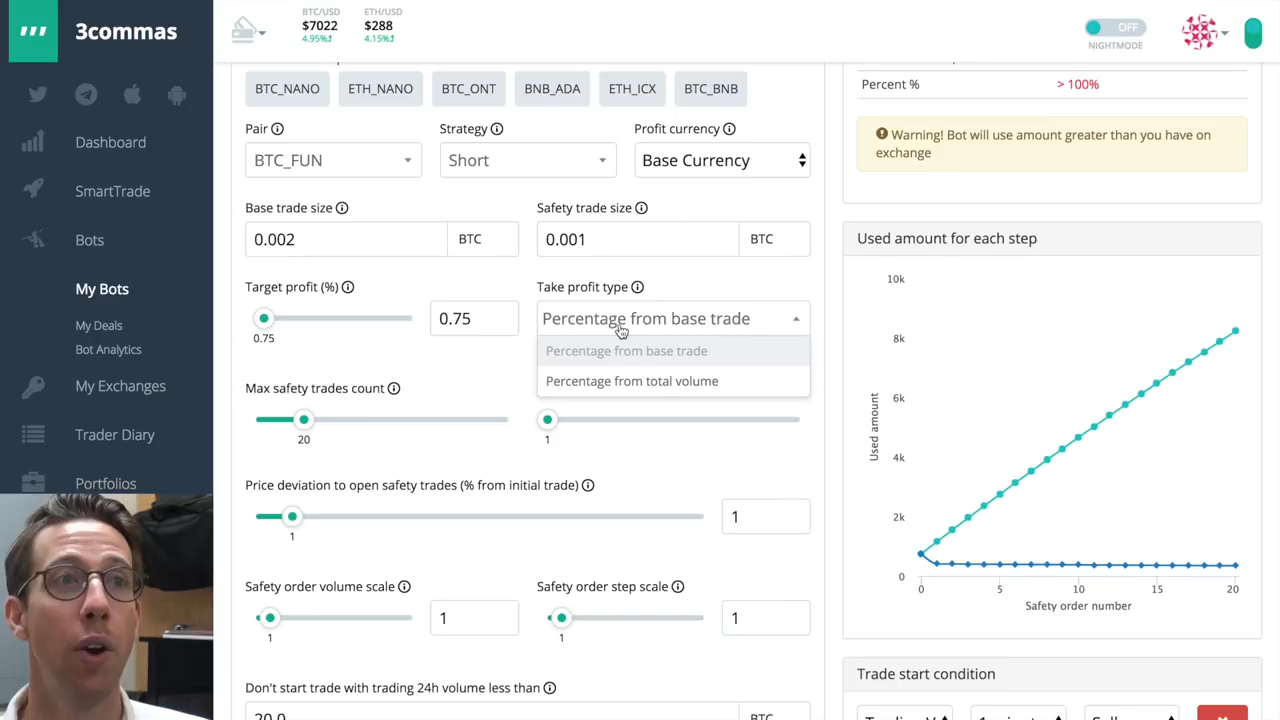 3commas
BTC/USD
$7022
4.95%
ETH/USD
$288
4.15%
OFF
NIGHTMODE
Dashboard
SmartTrade
Bots
My Bots
My Deals
Bot Analytics
My Exchanges
Trader Diary
Portfolios
BTC_NANO
ETH_NANO
BTC_ONT
BNB_ADA
ETH_ICX
BTC_BNB
Pair
Strategy
Profit currency
BTC_FUN
Short
Base Currency
Base trade size
Safety trade size
0.002
BTC
0.001
BTC
Target profit (%)
Take profit type
0.75
0.75
Percentage from base trade
Percentage from base trade
Percentage from total volume
Max safety trades count
20
1
Price deviation to open safety trades (% from initial trade)
1
1
Safety order volume scale
Safety order step scale
1
1
1
1
Don't start trade with trading 24h volume less than
20.0
BTC
Percent %
> 100%
Warning! Bot will use amount greater than you have on
exchange
Used amount for each step
10k
8k
6k
4k
2k
0
Used amount
0
5
10
15
20
Safety order number
Trade start condition